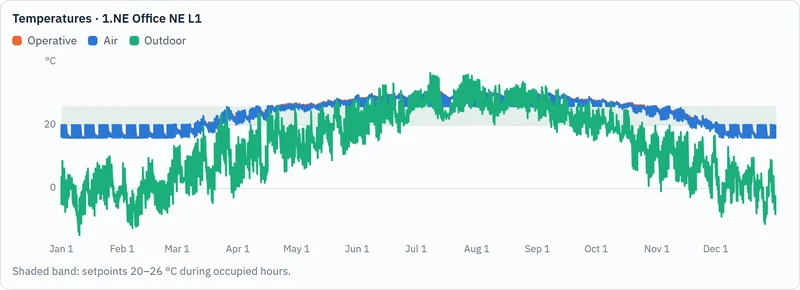 Temperatures · 1.NE Office NE L1
Operative Air Outdoor
°C
20
0
Jan 1 Feb 1 Mar 1 Apr 1 May 1 Jun 1 Jul 1 Aug 1 Sep 1 Oct 1 Nov 1 Dec 1
Shaded band: setpoints 20–26 °C during occupied hours.